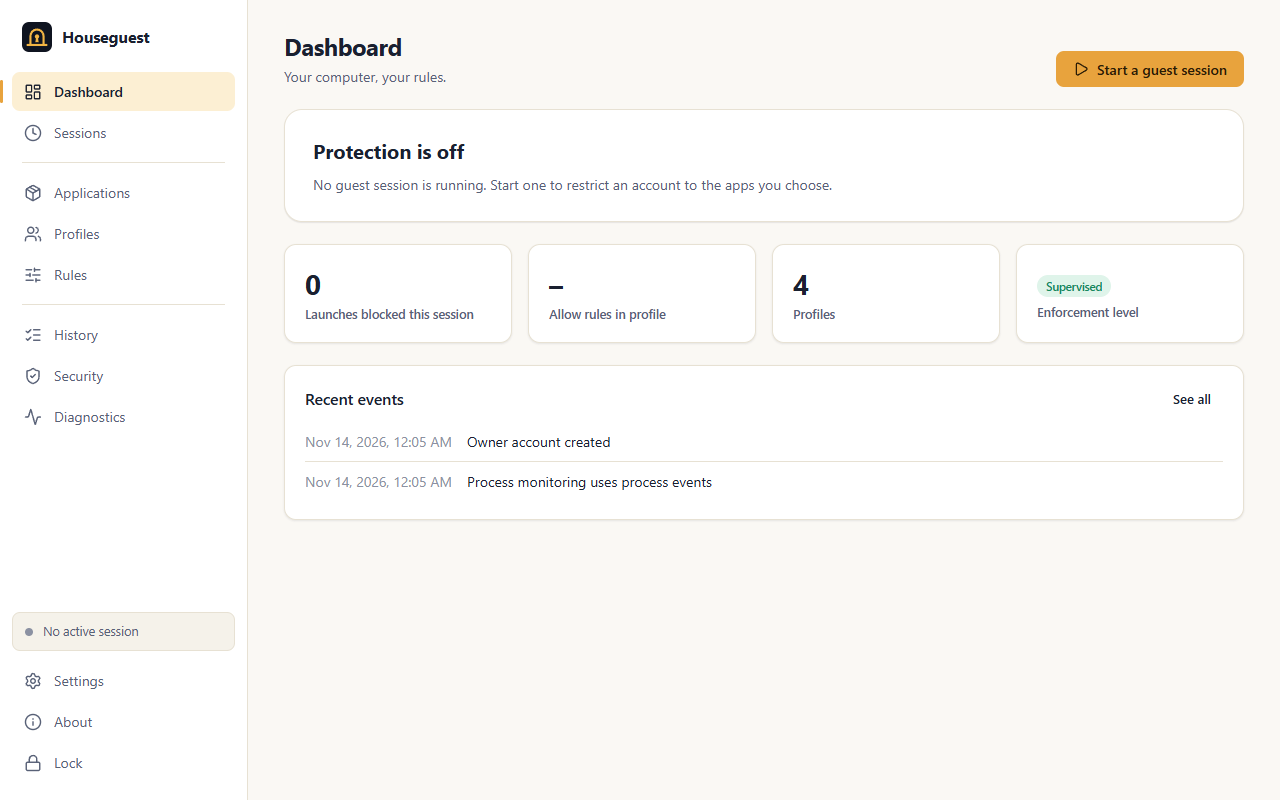 Houseguest
Dashboard
Sessions
Applications
Profiles
Rules
History
Security
Diagnostics
No active session
Settings
About
Lock
Dashboard
Your computer, your rules.
Start a guest session
Protection is off
No guest session is running. Start one to restrict an account to the apps you choose.
0
Launches blocked this session
–
Allow rules in profile
4
Profiles
Supervised
Enforcement level
Recent events
See all
Nov 14, 2026, 12:05 AM Owner account created
Nov 14, 2026, 12:05 AM Process monitoring uses process events